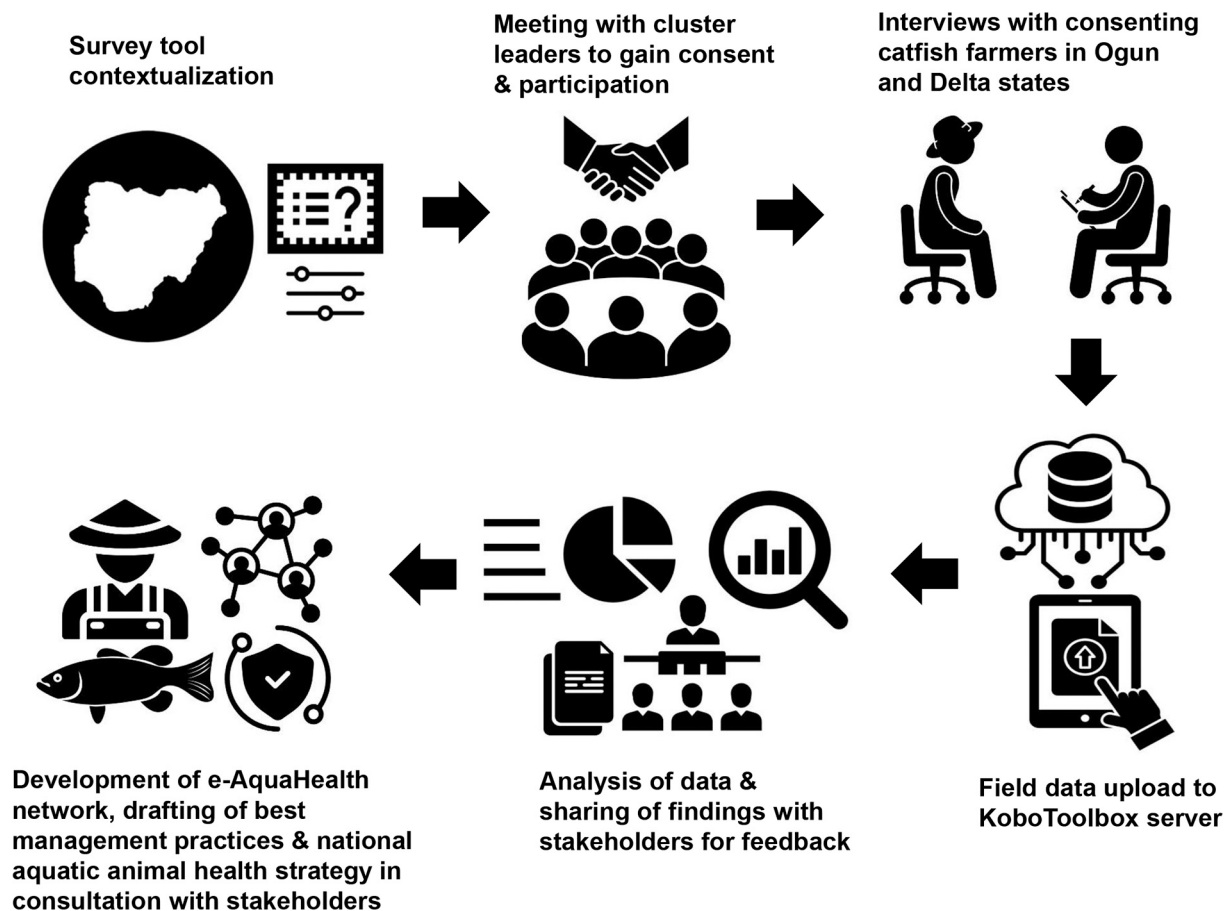 Survey tool
contextualization
Meeting with cluster
leaders to gain consent
& participation
Interviews with consenting
catfish farmers in Ogun
and Delta states
?
Field data upload to
KoboToolbox server
Analysis of data &
sharing of findings with
stakeholders for feedback
Development of e-AquaHealth
network, drafting of best
management practices & national
aquatic animal health strategy in
consultation with stakeholders